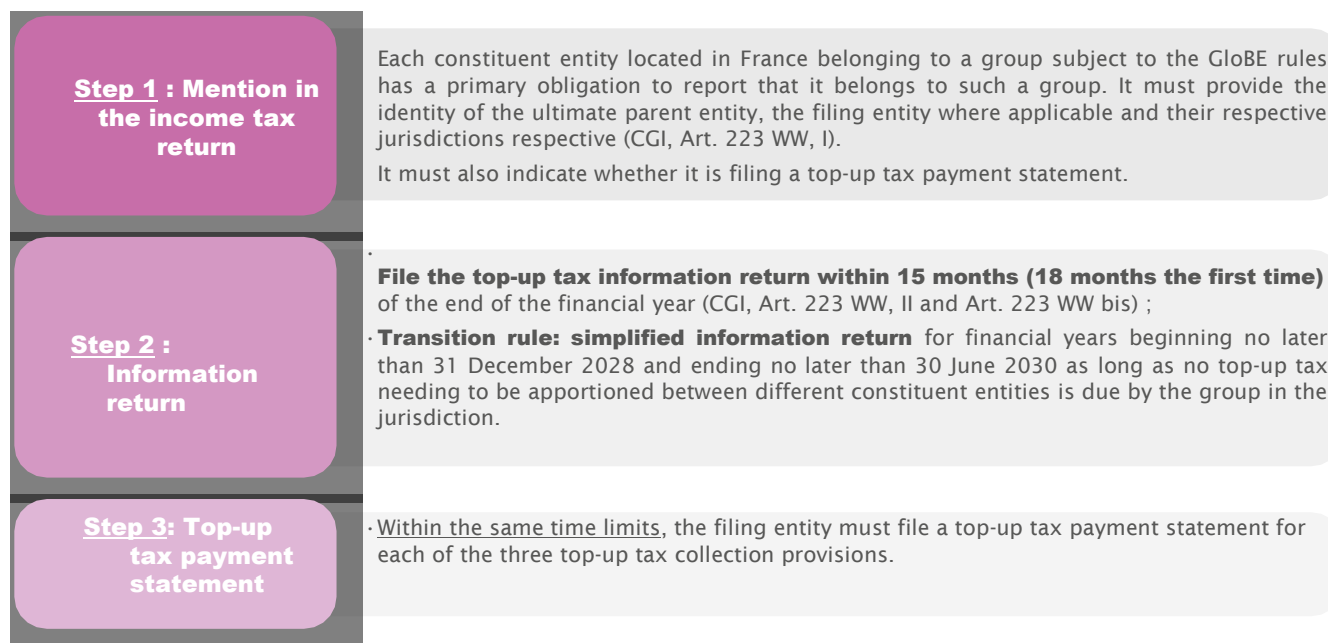 Step 1 : Mention in
the income tax
return
Each constituent entity located in France belonging to a group subject to the GloBE rules
has a primary obligation to report that it belongs to such a group. It must provide the
identity of the ultimate parent entity, the filing entity where applicable and their respective
jurisdictions respective (CGI, Art. 223 WW, I).
It must also indicate whether it is filing a top-up tax payment statement.
Step 2 :
Information
return
·
File the top-up tax information return within 15 months (18 months the first time)
of the end of the financial year (CGI, Art. 223 WW, II and Art. 223 WW bis) ;
· Transition rule: simplified information return for financial years beginning no later
than 31 December 2028 and ending no later than 30 June 2030 as long as no top-up tax
needing to be apportioned between different constituent entities is due by the group in the
jurisdiction.
Step 3: Top-up
tax payment
statement
· Within the same time limits, the filing entity must file a top-up tax payment statement for
each of the three top-up tax collection provisions.